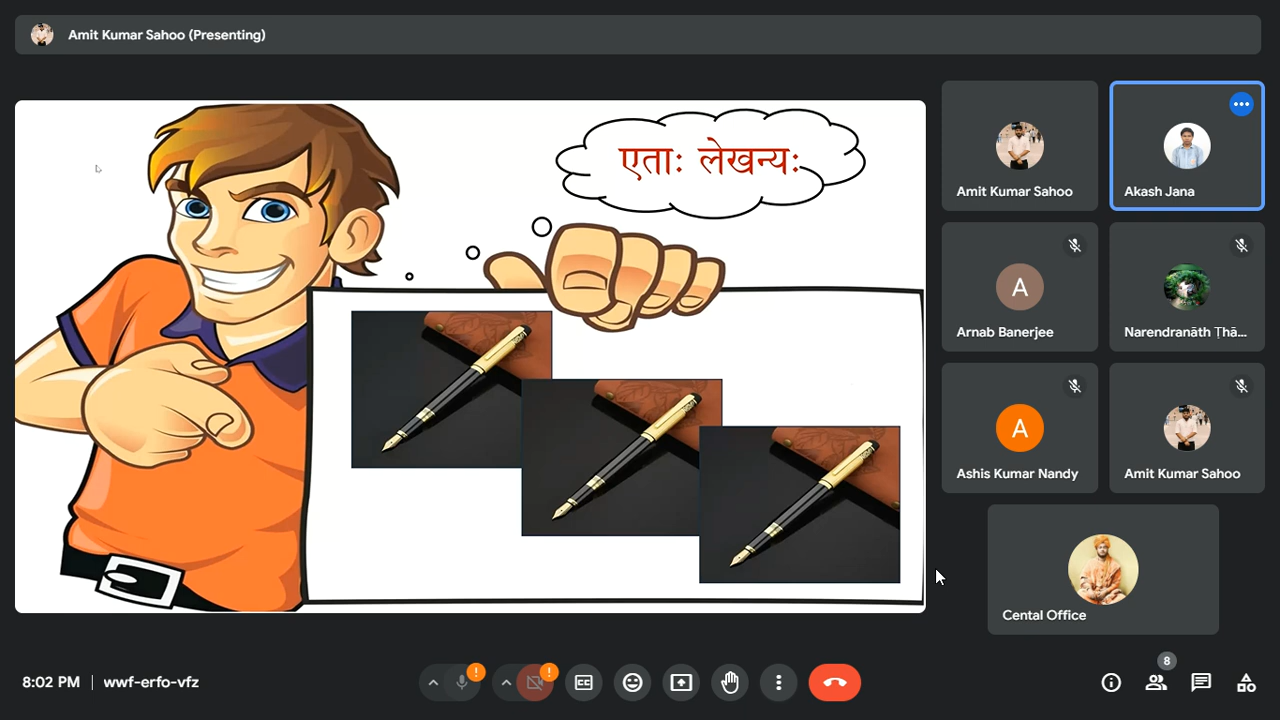 Amit Kumar Sahoo (Presenting)
एताः लेखन्यः
Amit Kumar Sahoo
Akash Jana
A
Arnab Banerjee
Narendranāth Ṭhā...
A
Ashis Kumar Nandy
Amit Kumar Sahoo
Cental Office
8:02 PM | wwf-erfo-vfz
8